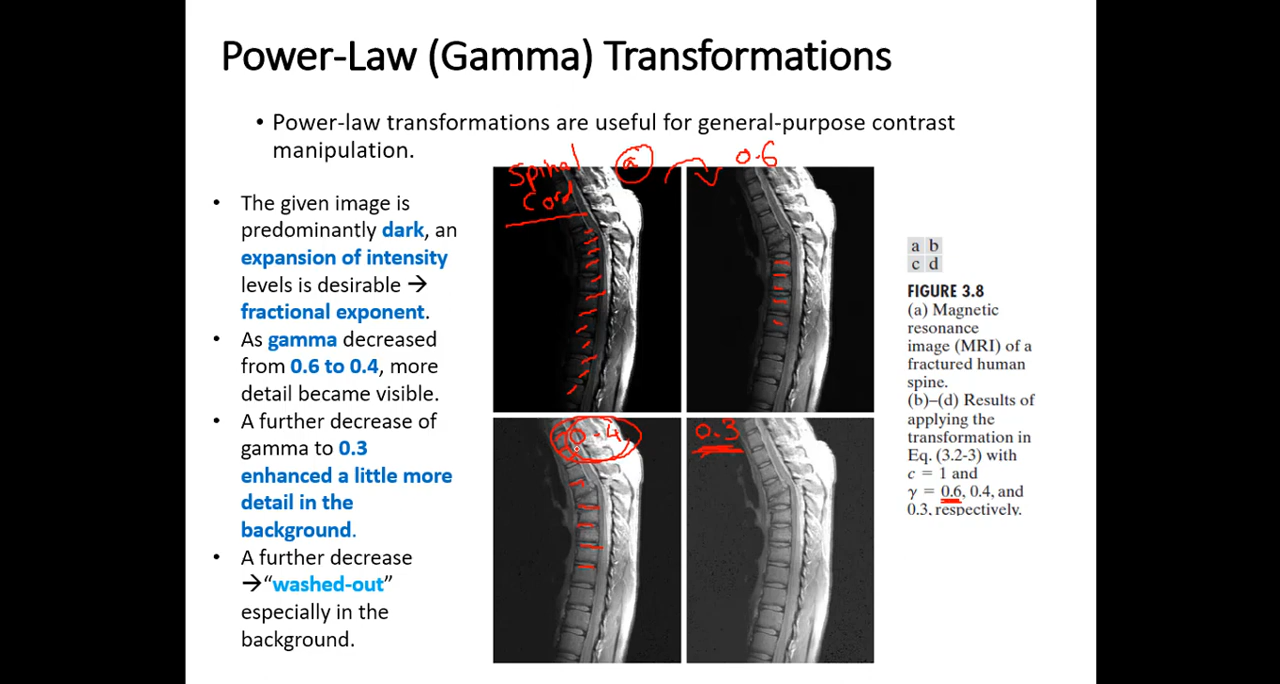 Power-Law (Gamma) Transformations
• Power-law transformations are useful for general-purpose contrast
manipulation.
• The given image is
predominantly dark, an
expansion of intensity
levels is desirable →
fractional exponent.
• As gamma decreased
from 0.6 to 0.4, more
detail became visible.
• A further decrease of
gamma to 0.3
enhanced a little more
detail in the
background.
• A further decrease
→"washed-out"
especially in the
background.
Spinal
Cord
a
0.6
0.4
0.3
a b
c d
FIGURE 3.8
(a) Magnetic
resonance
image (MRI) of a
fractured human
spine.
(b)–(d) Results of
applying the
transformation in
Eq. (3.2-3) with
c = 1 and
γ = 0.6, 0.4, and
0.3, respectively.